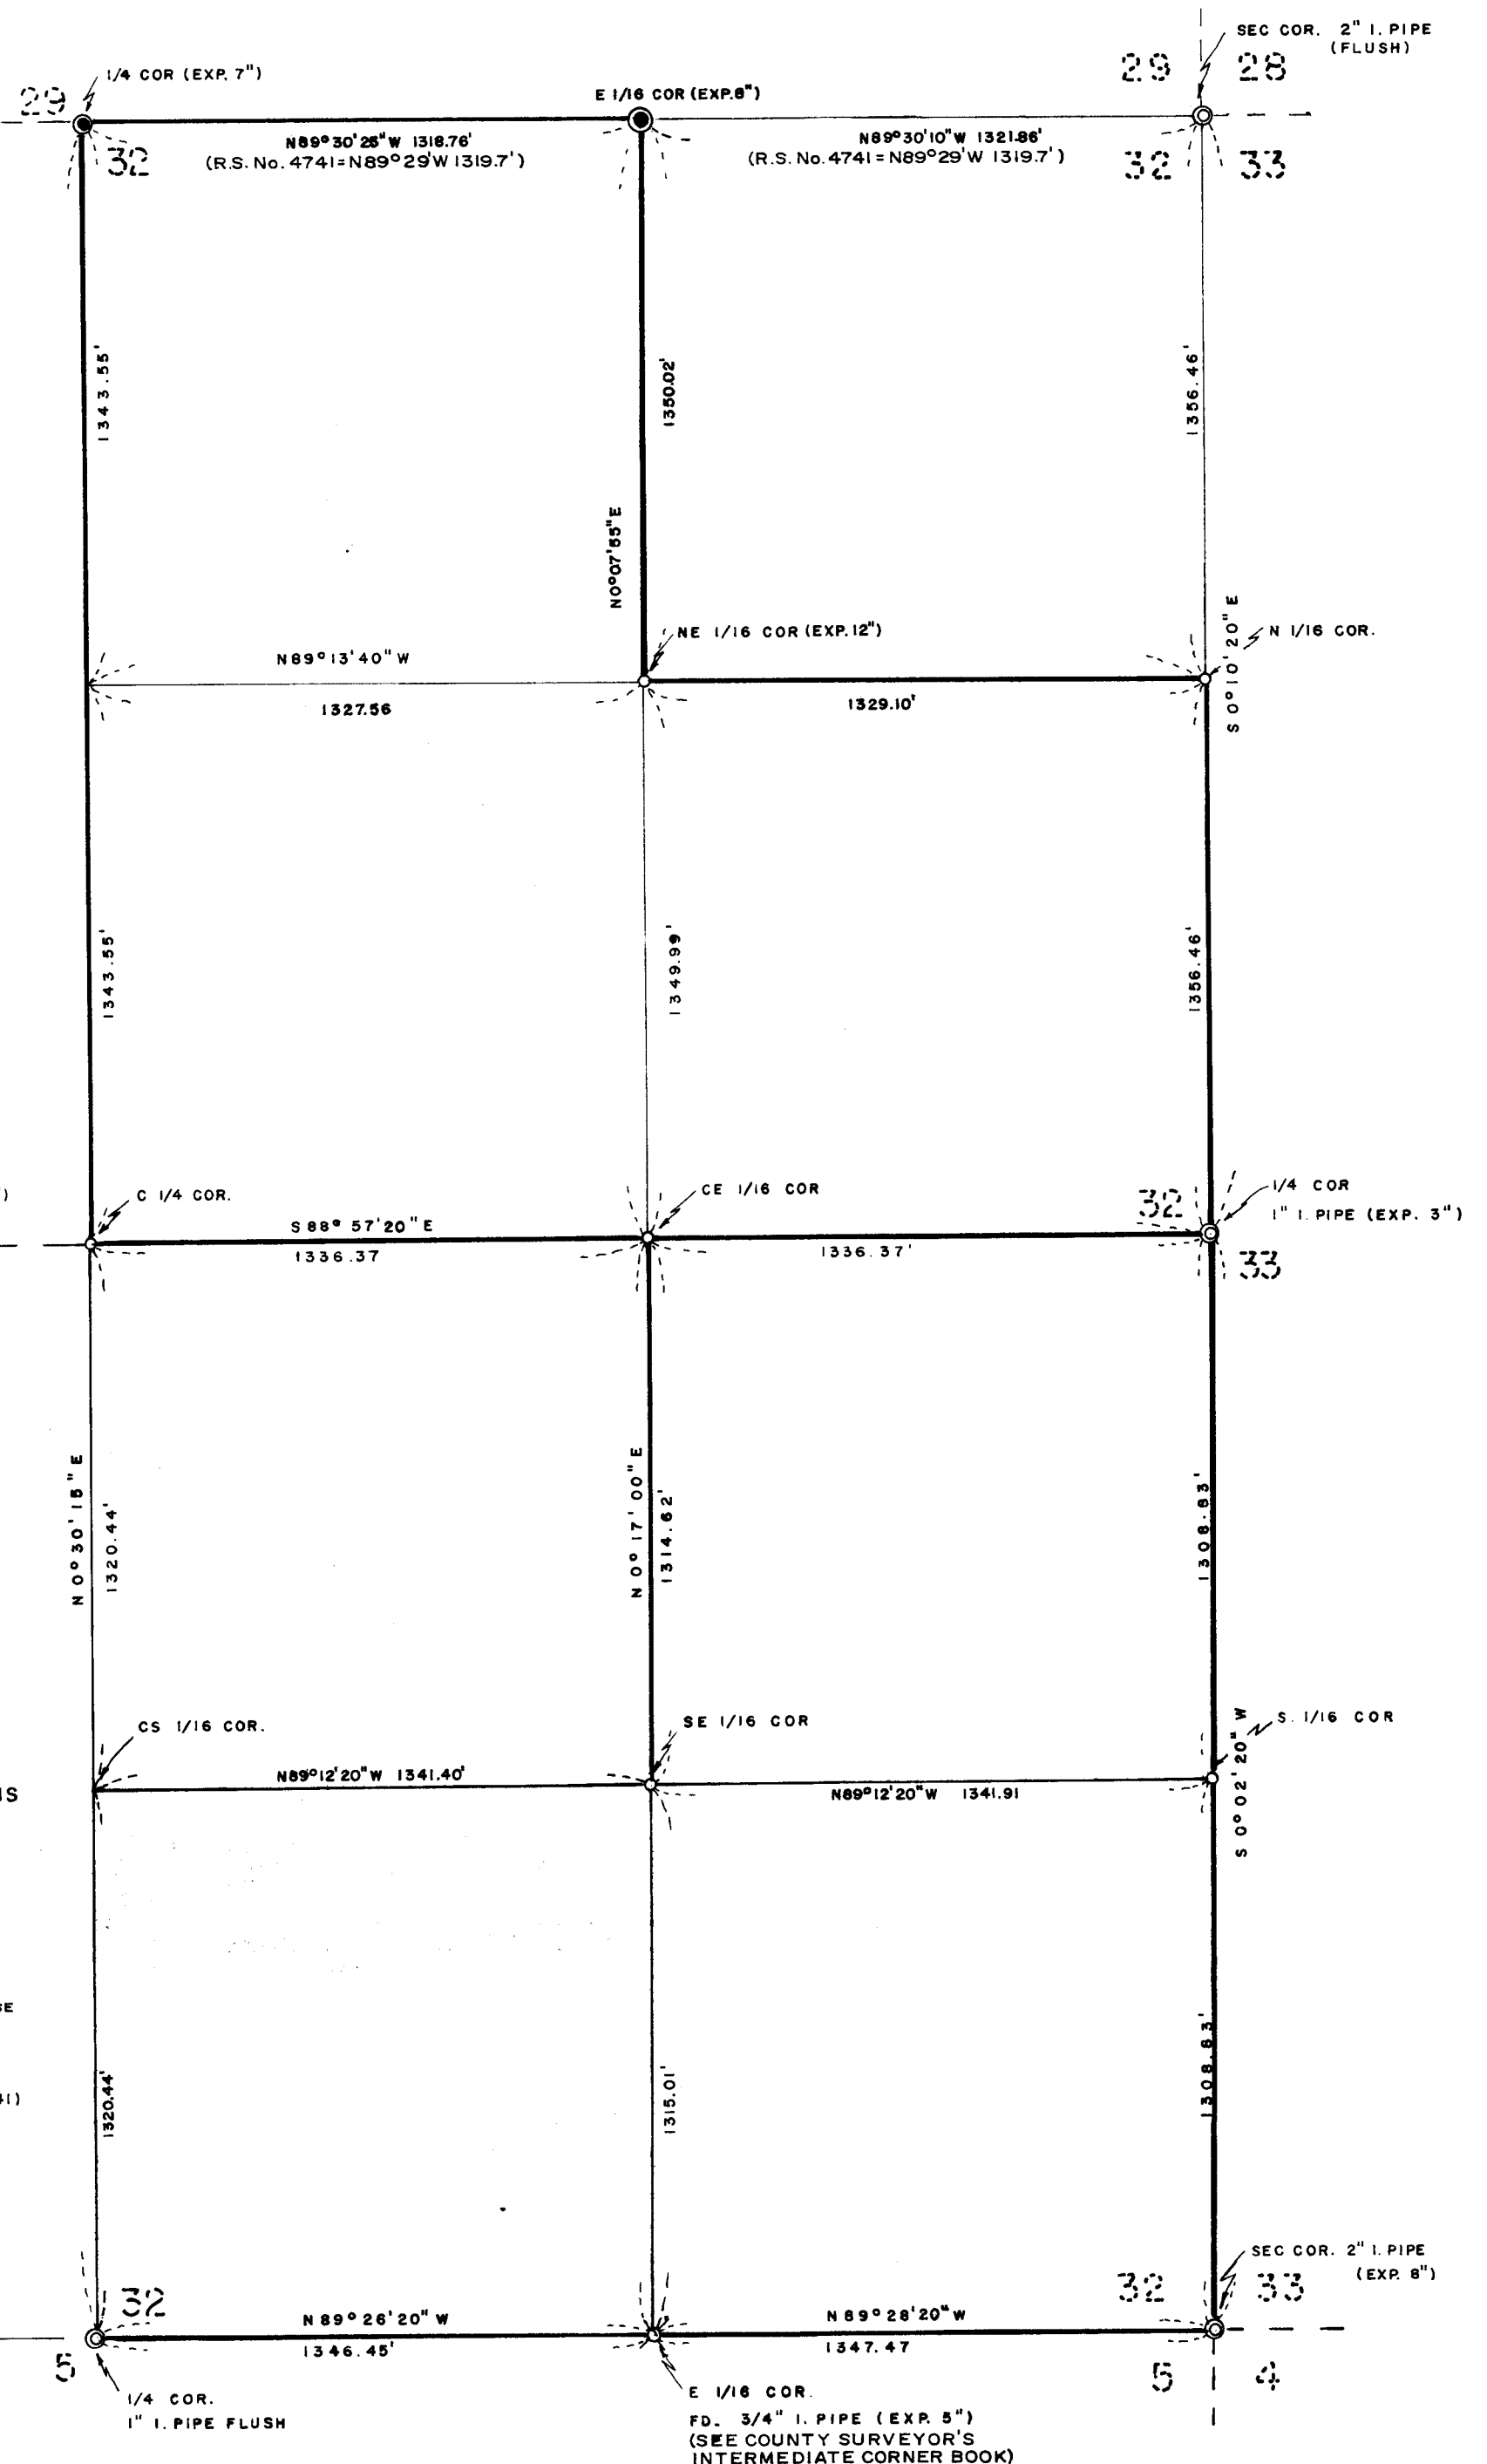 SEC COR. 2" I. PIPE
(FLUSH)
29 28
1/4 COR (EXP. 7")
29
E 1/16 COR (EXP. 8")
N89°30'25"W 1318.76'
(R.S. No. 4741=N89°29'W 1319.7')
N89°30'10"W 1321.86'
(R.S. No. 4741=N89°29'W 1319.7')
32
32 33
1343.55'
1350.02'
1356.46'
N0°07'55"E
S 0°10'20" E
NE 1/16 COR (EXP. 12")
N 1/16 COR.
N89°13'40"W
1327.56
1329.10'
1343.55'
1349.99'
1356.46'
C 1/4 COR.
CE 1/16 COR
32
1/4 COR
1" I. PIPE (EXP. 3")
S 88° 57'20" E
1336.37
1336.37'
33
N 0°30'15" E
1320.44'
N 0°17'00" E
1314.62'
1308.83'
CS 1/16 COR.
SE 1/16 COR
S. 1/16 COR
S 0°02'20" W
N89°12'20"W 1341.40'
N89°12'20"W 1341.91
IS
SE
41)
1320.44'
1315.01'
1308.83'
SEC COR. 2" I. PIPE
(EXP. 8")
32
32 33
N 89°26'20" W
1346.45'
N 89°28'20"W
1347.47
5
5 4
1/4 COR.
1" I. PIPE FLUSH
E 1/16 COR.
FD. 3/4" I. PIPE (EXP. 5")
(SEE COUNTY SURVEYOR'S
INTERMEDIATE CORNER BOOK)